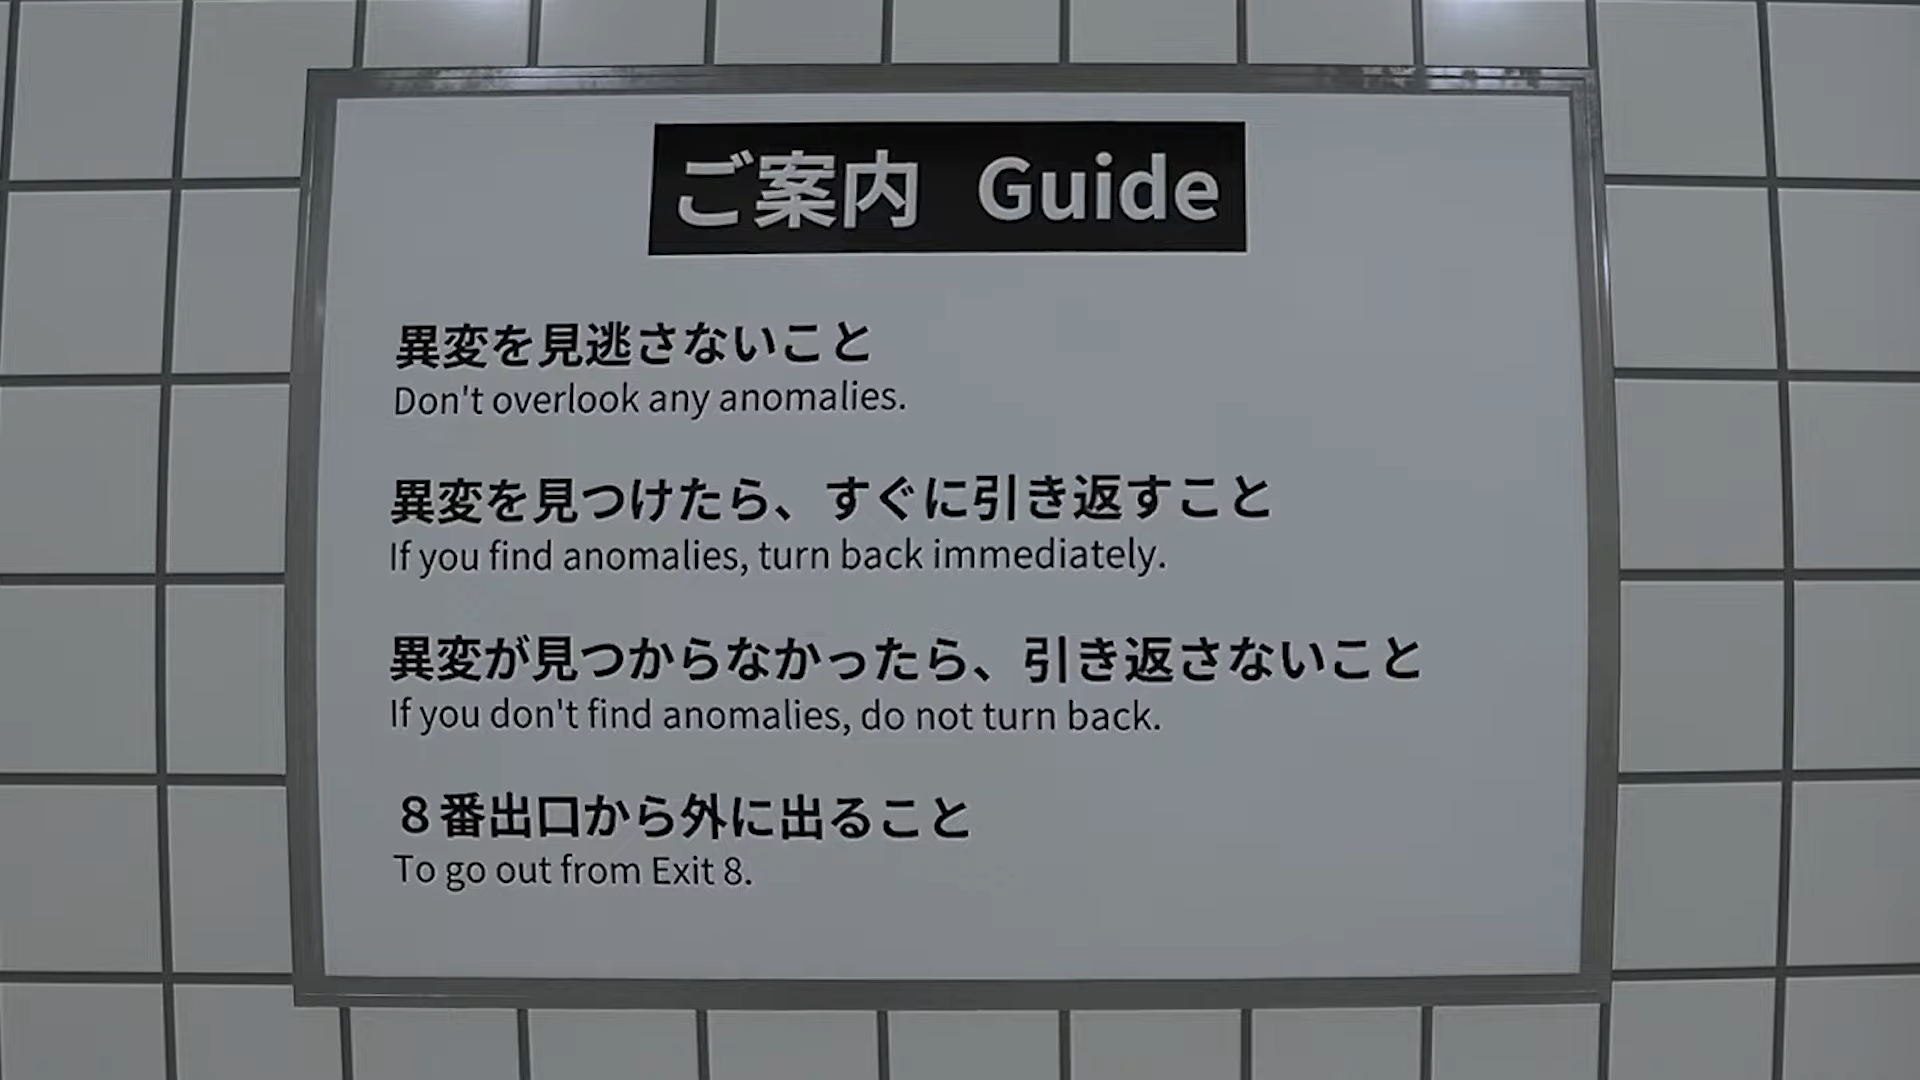 ご案内 Guide
異変を見逃さないこと
Don't overlook any anomalies.
異変を見つけたら、すぐに引き返すこと
If you find anomalies, turn back immediately.
異変が見つからなかったら、引き返さないこと
If you don't find anomalies, do not turn back.
８番出口から外に出ること
To go out from Exit 8.